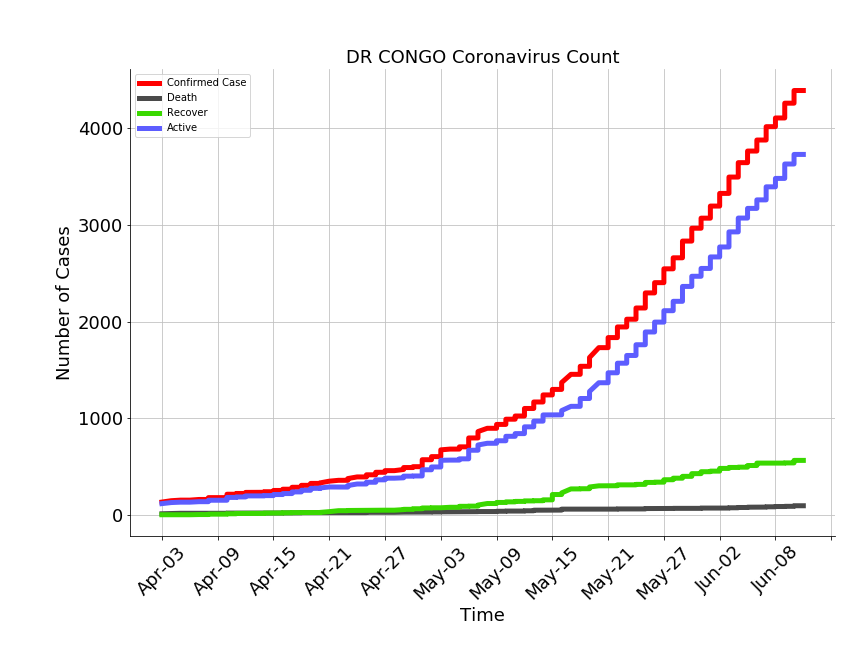 DR CONGO Coronavirus Count
Confirmed Case
Death
Recover
Active
Number of Cases
4000
3000
2000
1000
0
Apr-03
Apr-09
Apr-15
Apr-21
Apr-27
May-03
May-09
May-15
May-21
May-27
Jun-02
Jun-08
Time